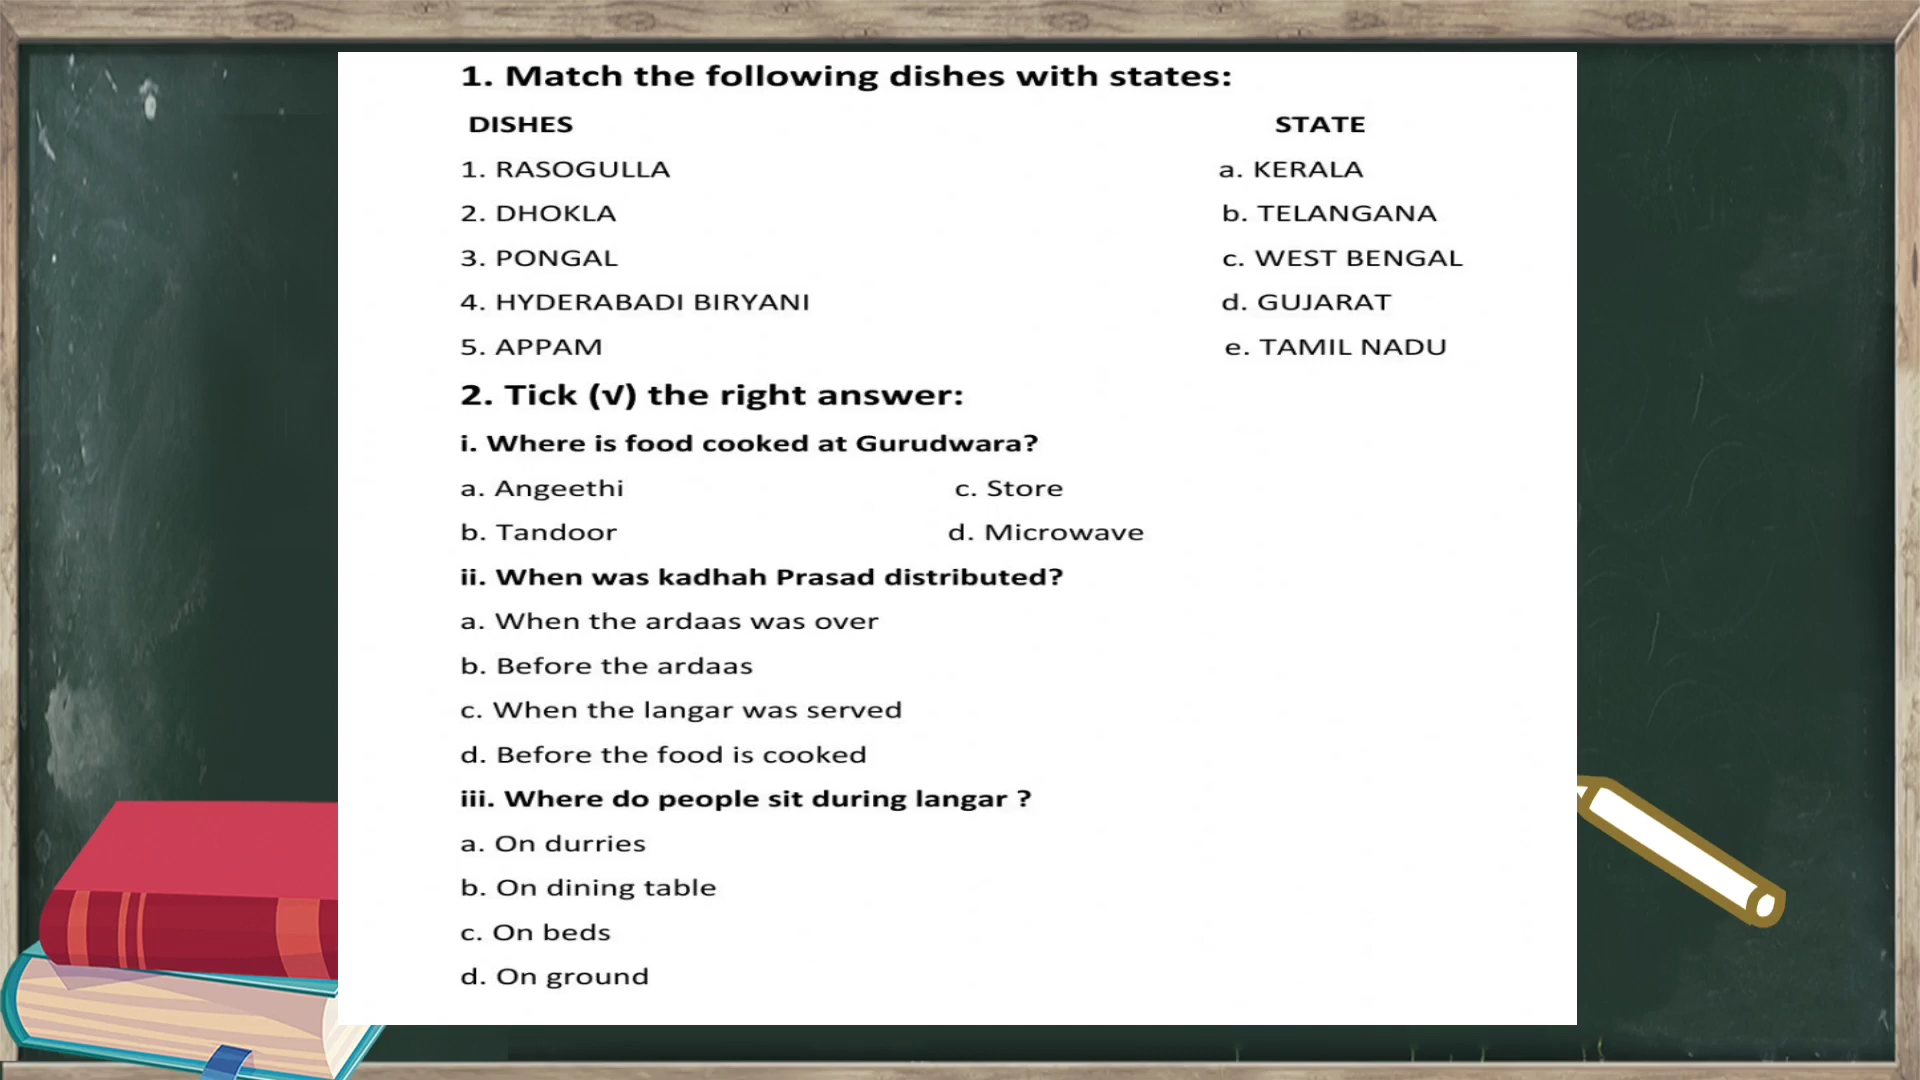 1. Match the following dishes with states:
DISHES STATE
1. RASOGULLA a. KERALA
2. DHOKLA b. TELANGANA
3. PONGAL c. WEST BENGAL
4. HYDERABADI BIRYANI d. GUJARAT
5. APPAM e. TAMIL NADU
2. Tick (√) the right answer:
i. Where is food cooked at Gurudwara?
a. Angeethi c. Store
b. Tandoor d. Microwave
ii. When was kadhah Prasad distributed?
a. When the ardaas was over
b. Before the ardaas
c. When the langar was served
d. Before the food is cooked
iii. Where do people sit during langar ?
a. On durries
b. On dining table
c. On beds
d. On ground